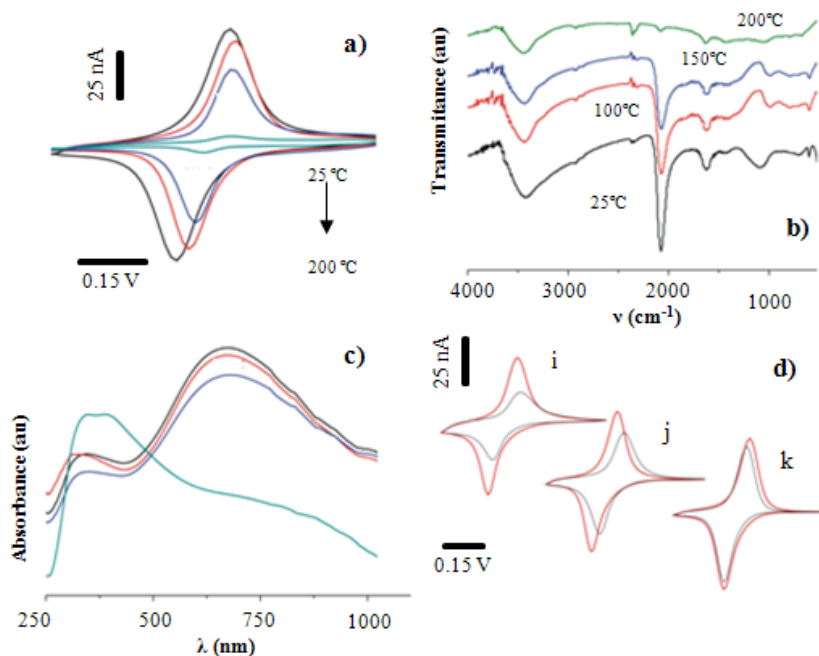 a)
25 nA
25 ℃
200 ℃
0.15 V
b)
200℃
150℃
100℃
25℃
Transmitance (au)
4000 3000 2000 1000
ν (cm-1)
c)
Absorbance (au)
250 500 750 1000
λ (nm)
d)
25 nA
i
j
k
0.15 V